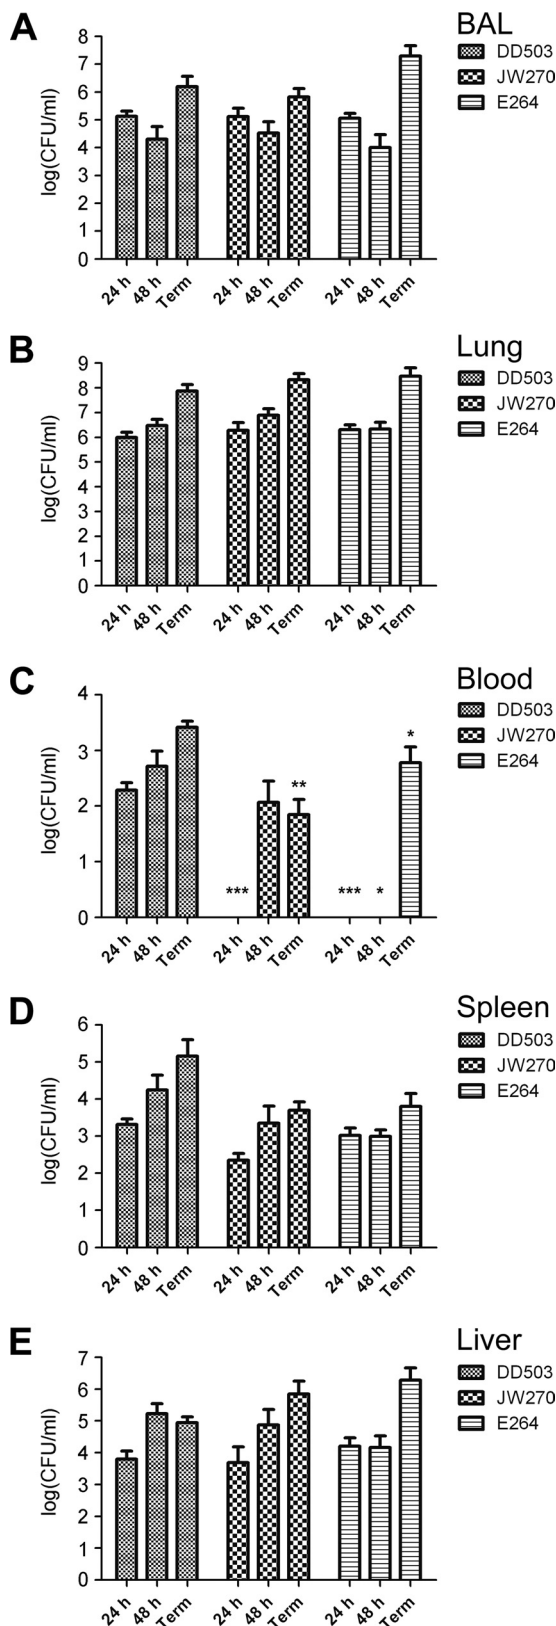 A
BAL
DD503
JW270
E264
log(CFU/ml)
8
7
6
5
4
3
2
1
0
24 h 48 h Term 24 h 48 h Term 24 h 48 h Term
B
Lung
DD503
JW270
E264
log(CFU/ml)
9
8
7
6
5
4
3
2
1
0
24 h 48 h Term 24 h 48 h Term 24 h 48 h Term
C
Blood
DD503
JW270
E264
log(CFU/ml)
4
3
2
1
0
*** ** *** * *
24 h 48 h Term 24 h 48 h Term 24 h 48 h Term
D
Spleen
DD503
JW270
E264
log(CFU/ml)
6
5
4
3
2
1
0
24 h 48 h Term 24 h 48 h Term 24 h 48 h Term
E
Liver
DD503
JW270
E264
log(CFU/ml)
7
6
5
4
3
2
1
0
24 h 48 h Term 24 h 48 h Term 24 h 48 h Term